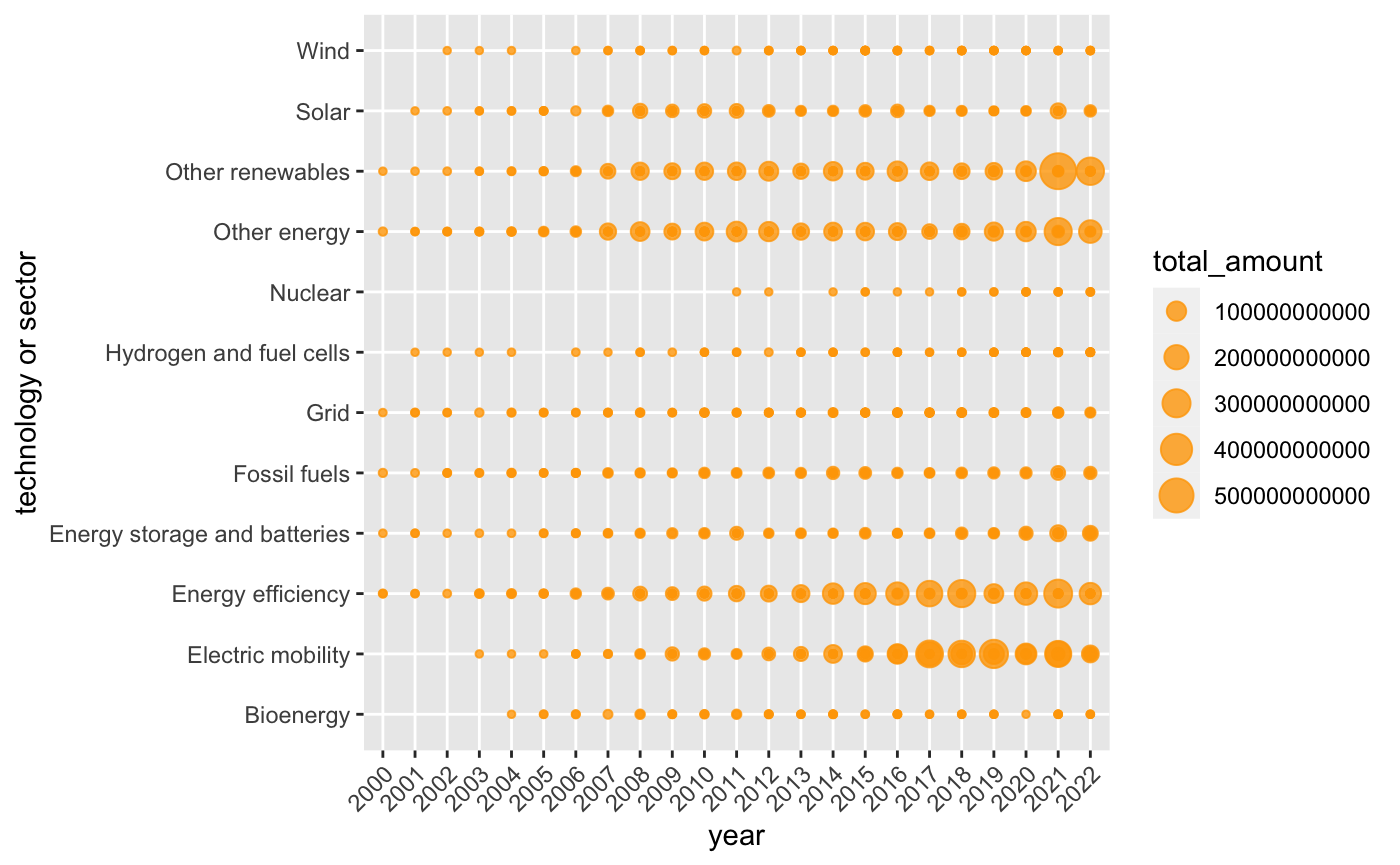 Wind
Solar
Other renewables
Other energy
Nuclear
Hydrogen and fuel cells
Grid
Fossil fuels
Energy storage and batteries
Energy efficiency
Electric mobility
Bioenergy
technology or sector
2000 2001 2002 2003 2004 2005 2006 2007 2008 2009 2010 2011 2012 2013 2014 2015 2016 2017 2018 2019 2020 2021 2022
year
total_amount
100000000000
200000000000
300000000000
400000000000
500000000000